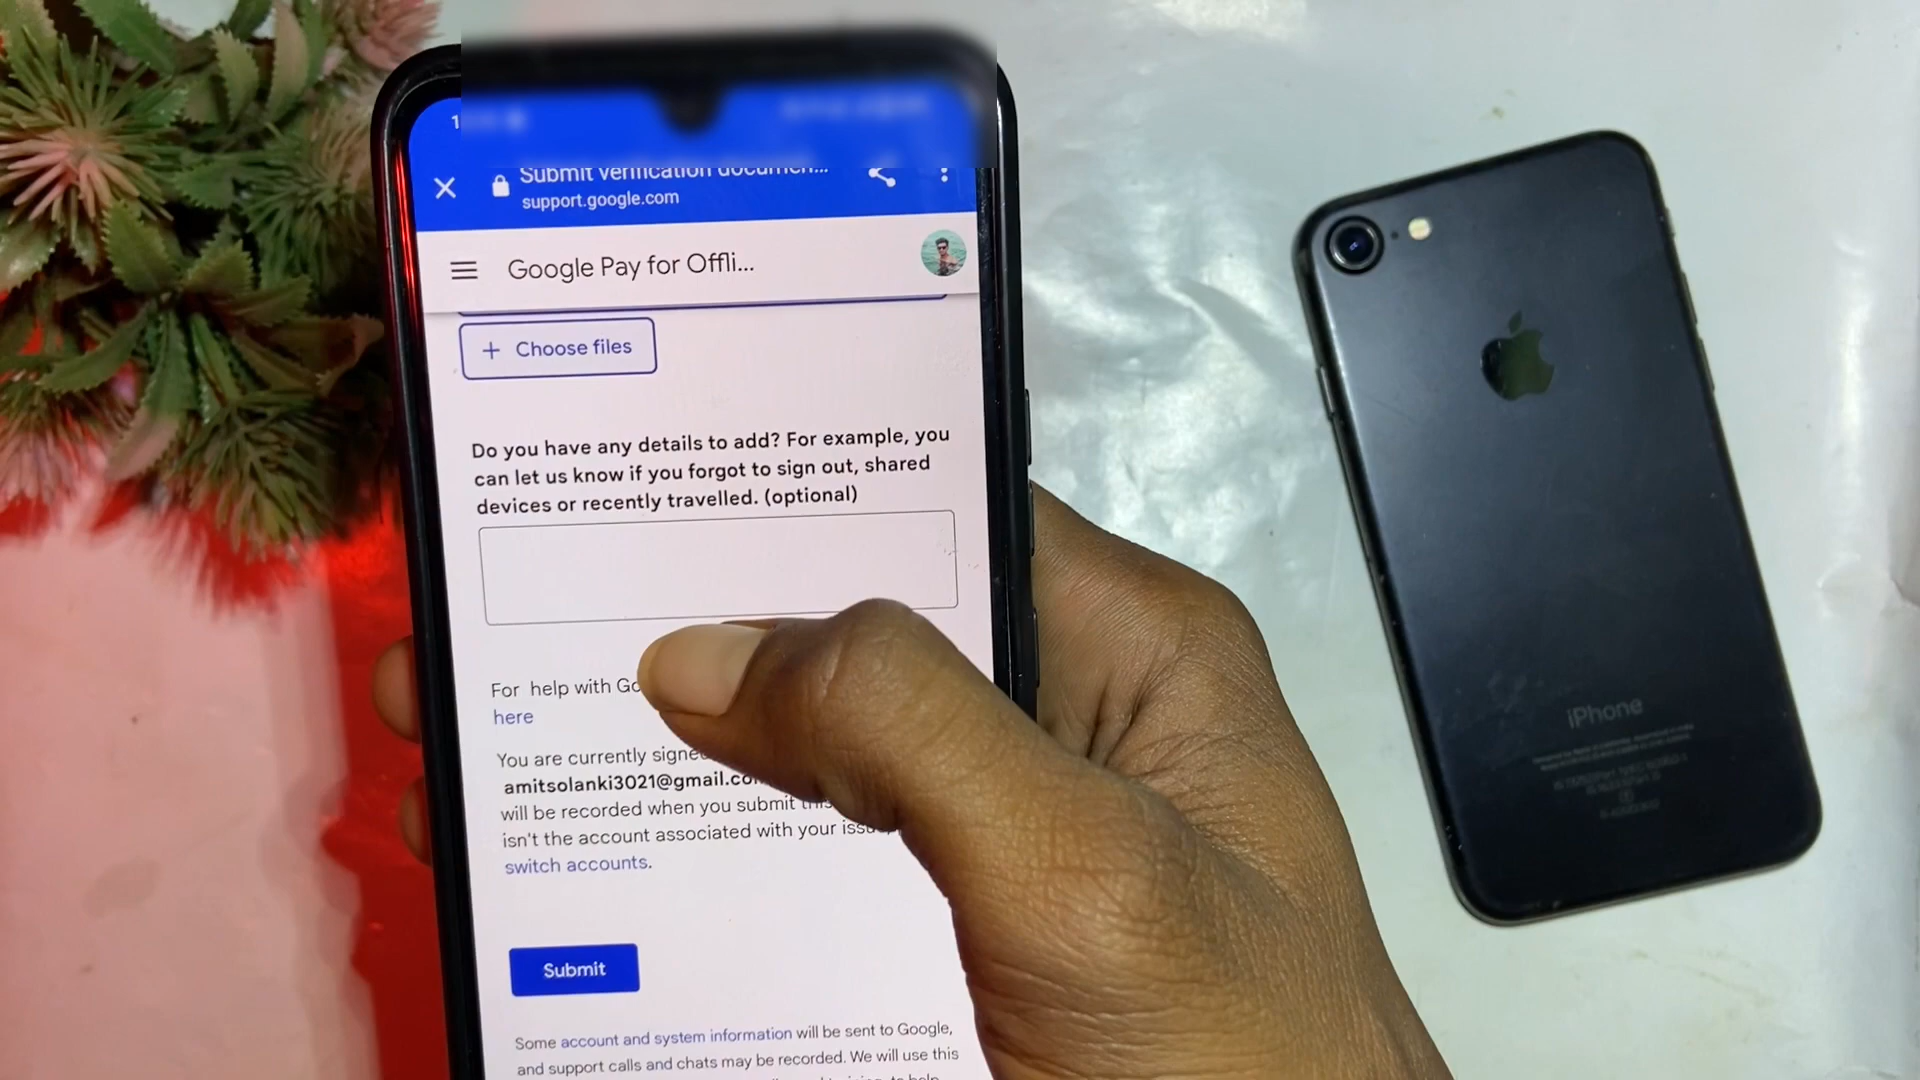 Submit verification documen...
support.google.com
Google Pay for Offli...
+ Choose files
Do you have any details to add? For example, you
can let us know if you forgot to sign out, shared
devices or recently travelled. (optional)
For help with Go
here
You are currently signe
amitsolanki3021@gmail.co
will be recorded when you submit this
isn't the account associated with your issue,
switch accounts.
Submit
Some account and system information will be sent to Google,
and support calls and chats may be recorded. We will use this
iPhone